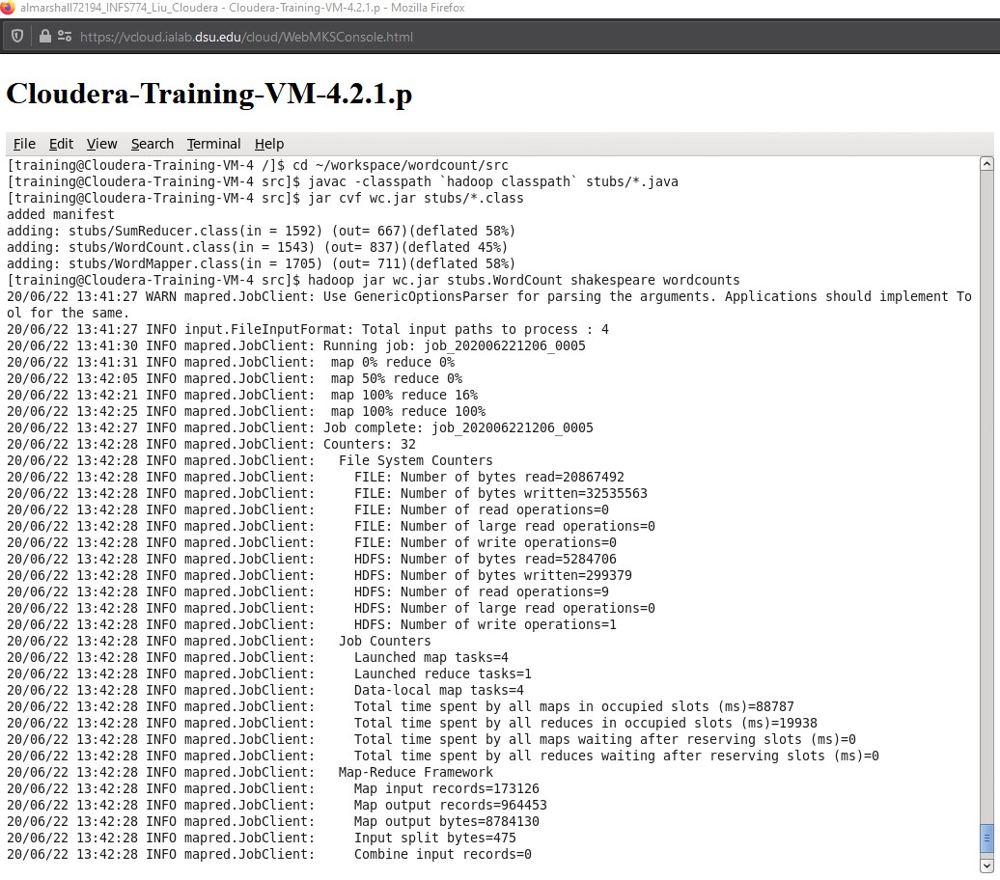 almarshall72194_INFS774_Liu_Cloudera - Cloudera-Training-VM-4.2.1.p - Mozilla Firefox
https://vcloud.ialab.dsu.edu/cloud/WebMKSConsole.html
Cloudera-Training-VM-4.2.1.p
File Edit View Search Terminal Help
[training@Cloudera-Training-VM-4 /]$ cd ~/workspace/wordcount/src
[training@Cloudera-Training-VM-4 src]$ javac -classpath `hadoop classpath` stubs/*.java
[training@Cloudera-Training-VM-4 src]$ jar cvf wc.jar stubs/*.class
added manifest
adding: stubs/SumReducer.class(in = 1592) (out= 667)(deflated 58%)
adding: stubs/WordCount.class(in = 1543) (out= 837)(deflated 45%)
adding: stubs/WordMapper.class(in = 1705) (out= 711)(deflated 58%)
[training@Cloudera-Training-VM-4 src]$ hadoop jar wc.jar stubs.WordCount shakespeare wordcounts
20/06/22 13:41:27 WARN mapred.JobClient: Use GenericOptionsParser for parsing the arguments. Applications should implement To
ol for the same.
20/06/22 13:41:27 INFO input.FileInputFormat: Total input paths to process : 4
20/06/22 13:41:30 INFO mapred.JobClient: Running job: job_202006221206_0005
20/06/22 13:41:31 INFO mapred.JobClient:  map 0% reduce 0%
20/06/22 13:42:05 INFO mapred.JobClient:  map 50% reduce 0%
20/06/22 13:42:21 INFO mapred.JobClient:  map 100% reduce 16%
20/06/22 13:42:25 INFO mapred.JobClient:  map 100% reduce 100%
20/06/22 13:42:27 INFO mapred.JobClient: Job complete: job_202006221206_0005
20/06/22 13:42:28 INFO mapred.JobClient: Counters: 32
20/06/22 13:42:28 INFO mapred.JobClient:   File System Counters
20/06/22 13:42:28 INFO mapred.JobClient:     FILE: Number of bytes read=20867492
20/06/22 13:42:28 INFO mapred.JobClient:     FILE: Number of bytes written=32535563
20/06/22 13:42:28 INFO mapred.JobClient:     FILE: Number of read operations=0
20/06/22 13:42:28 INFO mapred.JobClient:     FILE: Number of large read operations=0
20/06/22 13:42:28 INFO mapred.JobClient:     FILE: Number of write operations=0
20/06/22 13:42:28 INFO mapred.JobClient:     HDFS: Number of bytes read=5284706
20/06/22 13:42:28 INFO mapred.JobClient:     HDFS: Number of bytes written=299379
20/06/22 13:42:28 INFO mapred.JobClient:     HDFS: Number of read operations=9
20/06/22 13:42:28 INFO mapred.JobClient:     HDFS: Number of large read operations=0
20/06/22 13:42:28 INFO mapred.JobClient:     HDFS: Number of write operations=1
20/06/22 13:42:28 INFO mapred.JobClient:   Job Counters
20/06/22 13:42:28 INFO mapred.JobClient:     Launched map tasks=4
20/06/22 13:42:28 INFO mapred.JobClient:     Launched reduce tasks=1
20/06/22 13:42:28 INFO mapred.JobClient:     Data-local map tasks=4
20/06/22 13:42:28 INFO mapred.JobClient:     Total time spent by all maps in occupied slots (ms)=88787
20/06/22 13:42:28 INFO mapred.JobClient:     Total time spent by all reduces in occupied slots (ms)=19938
20/06/22 13:42:28 INFO mapred.JobClient:     Total time spent by all maps waiting after reserving slots (ms)=0
20/06/22 13:42:28 INFO mapred.JobClient:     Total time spent by all reduces waiting after reserving slots (ms)=0
20/06/22 13:42:28 INFO mapred.JobClient:   Map-Reduce Framework
20/06/22 13:42:28 INFO mapred.JobClient:     Map input records=173126
20/06/22 13:42:28 INFO mapred.JobClient:     Map output records=964453
20/06/22 13:42:28 INFO mapred.JobClient:     Map output bytes=8784130
20/06/22 13:42:28 INFO mapred.JobClient:     Input split bytes=475
20/06/22 13:42:28 INFO mapred.JobClient:     Combine input records=0